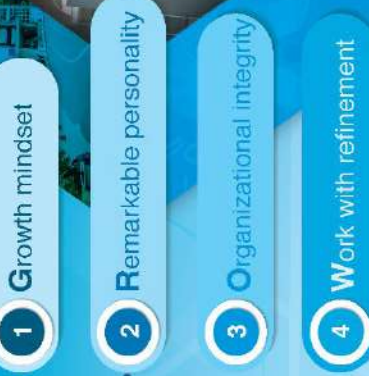 1 Growth mindset
2 Remarkable personality
3 Organizational integrity
4 Work with refinement